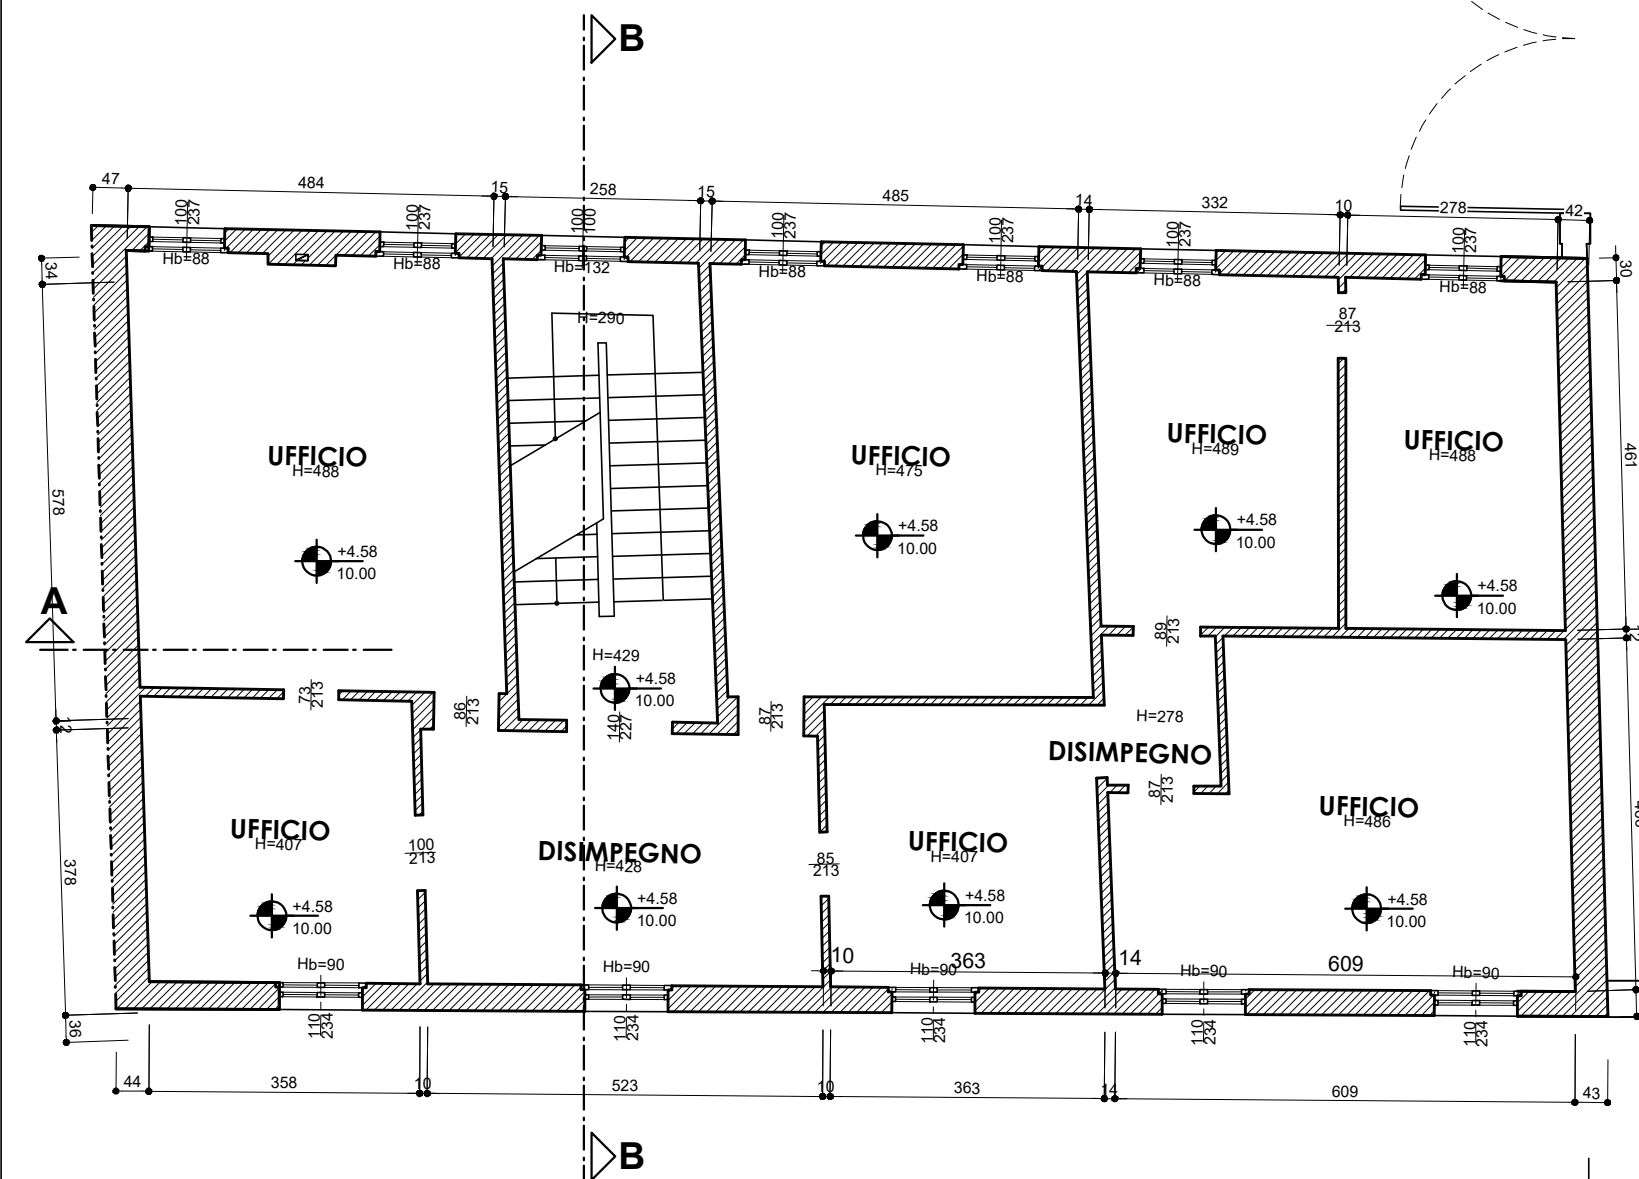 B
47
484
15
258
15
485
14
332
10
278
42
100
237
100
237
100
100
100
237
100
237
100
237
100
237
Hb=88
Hb=88
Hb=132
Hb=88
Hb=88
Hb=88
Hb=88
34
30
H=290
87
213
UFFICIO
H=488
UFFICIO
H=475
UFFICIO
H=489
UFFICIO
H=488
461
578
+4.58
10.00
+4.58
10.00
+4.58
10.00
+4.58
10.00
A
H=429
+4.58
10.00
89
213
12
73
213
86
213
140
227
87
213
12
H=278
DISIMPEGNO
87
213
UFFICIO
H=407
100
213
DISIMPEGNO
H=428
85
213
UFFICIO
H=407
UFFICIO
H=486
378
+4.58
10.00
+4.58
10.00
+4.58
10.00
+4.58
10.00
10
363
14
609
Hb=90
Hb=90
Hb=90
Hb=90
Hb=90
110
234
110
234
110
234
110
234
110
234
36
44
358
10
523
10
363
14
609
43
B